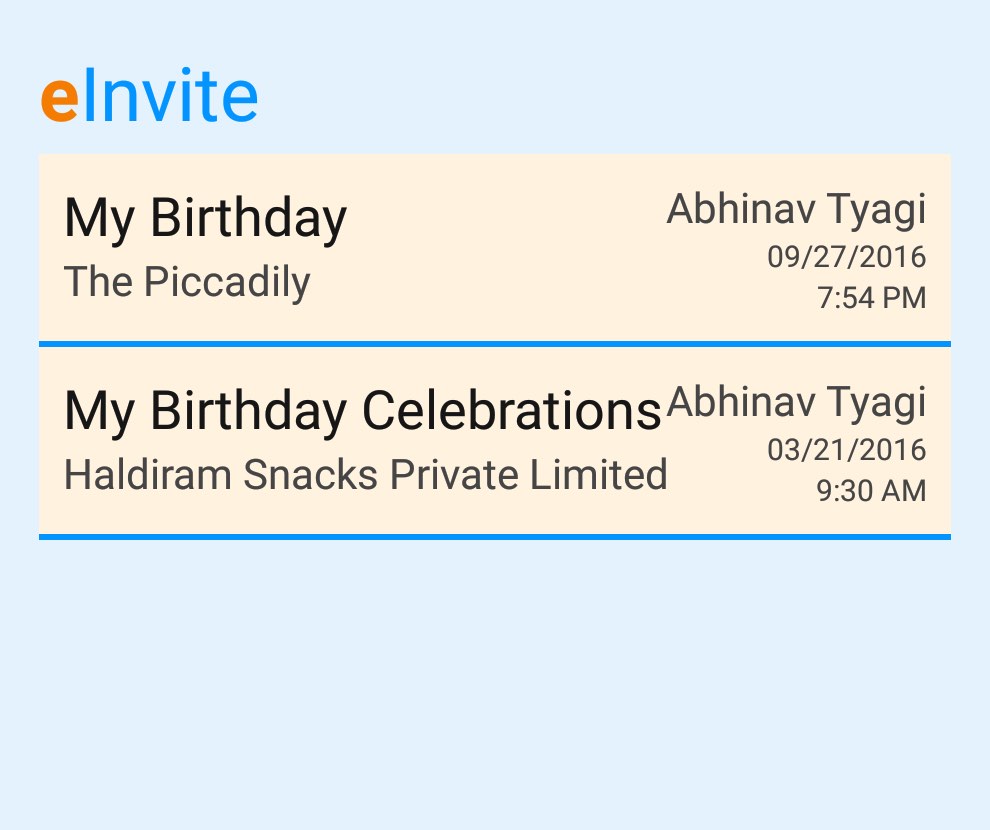 eInvite
My Birthday
Abhinav Tyagi
The Piccadily
09/27/2016
7:54 PM
My Birthday Celebrations
Abhinav Tyagi
Haldiram Snacks Private Limited
03/21/2016
9:30 AM